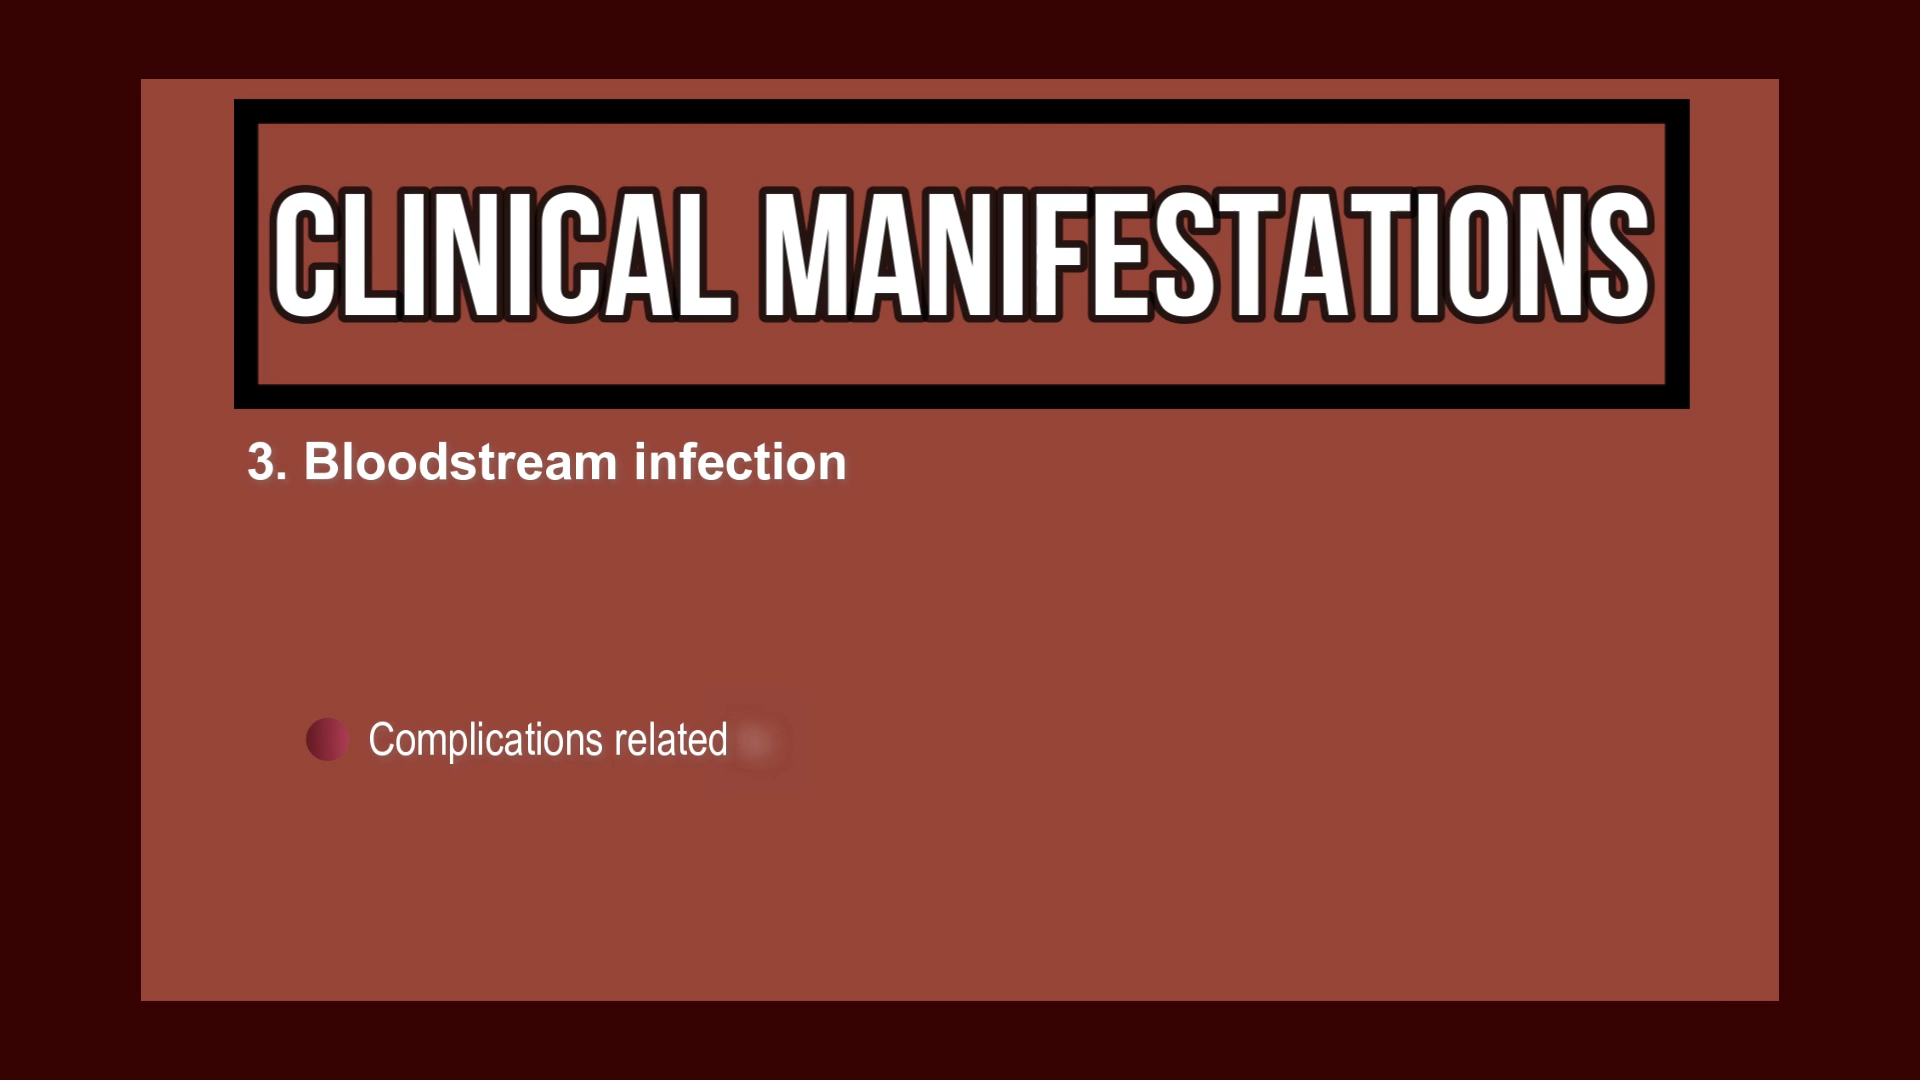 CLINICAL MANIFESTATIONS
3. Bloodstream infection
Complications related